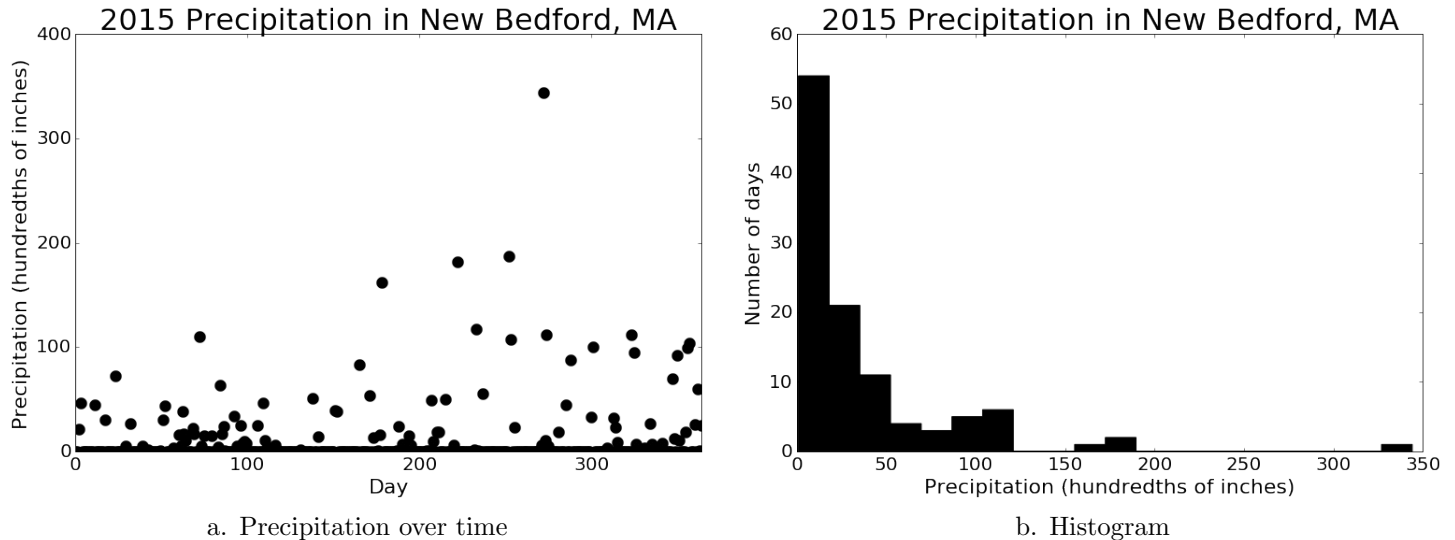 2015 Precipitation in New Bedford, MA
400
300
200
100
0
Precipitation (hundredths of inches)
0 100 200 300
Day
a. Precipitation over time
2015 Precipitation in New Bedford, MA
60
50
40
30
20
10
0
Number of days
0 50 100 150 200 250 300 350
Precipitation (hundredths of inches)
b. Histogram